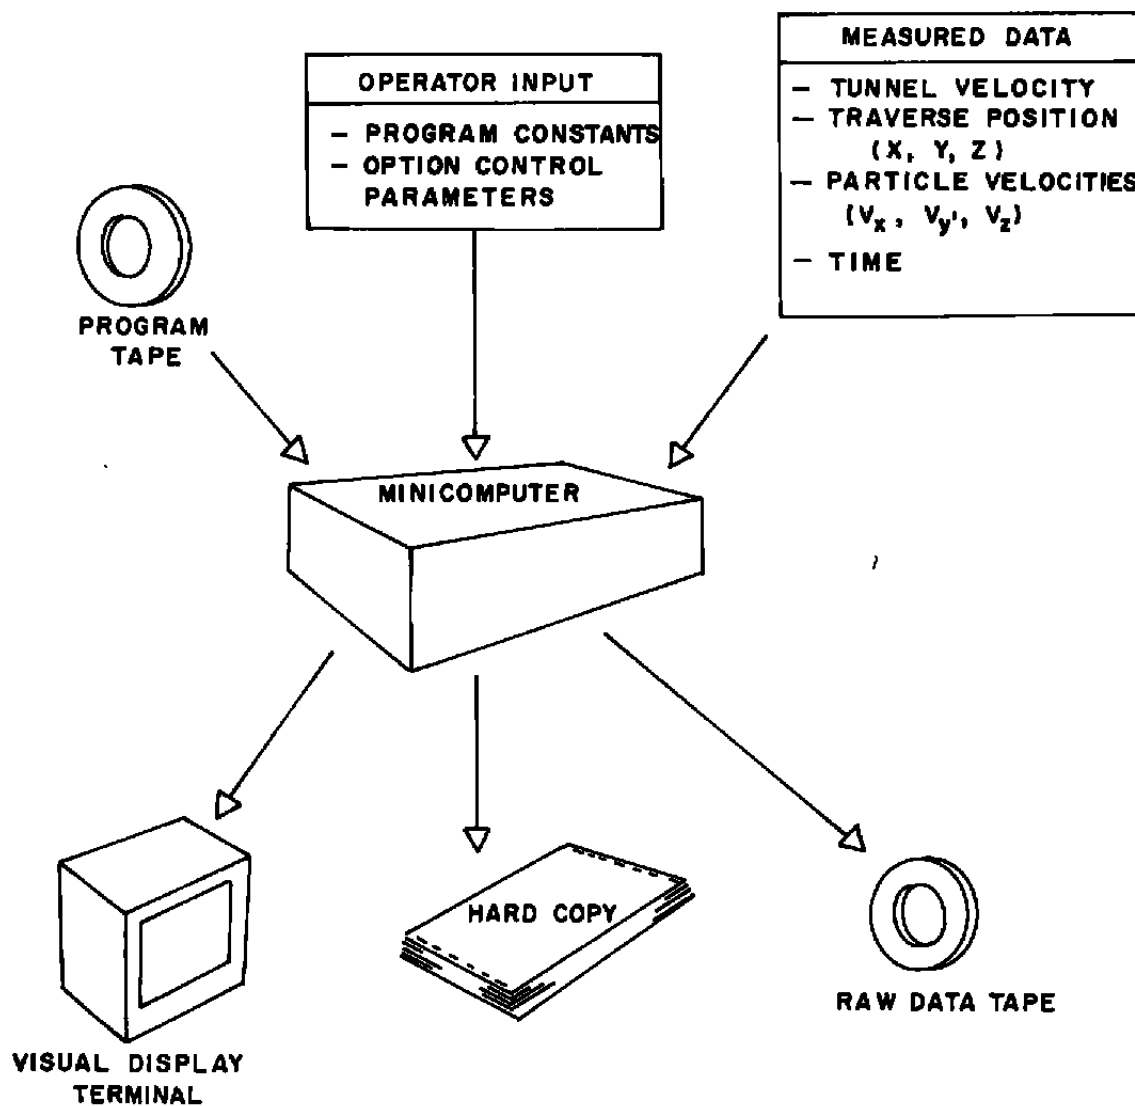 OPERATOR INPUT
– PROGRAM CONSTANTS
– OPTION CONTROL
PARAMETERS
MEASURED DATA
– TUNNEL VELOCITY
– TRAVERSE POSITION
(X, Y, Z)
– PARTICLE VELOCITIES
(Vx, Vy', Vz)
– TIME
PROGRAM
TAPE
MINICOMPUTER
HARD COPY
RAW DATA TAPE
VISUAL DISPLAY
TERMINAL